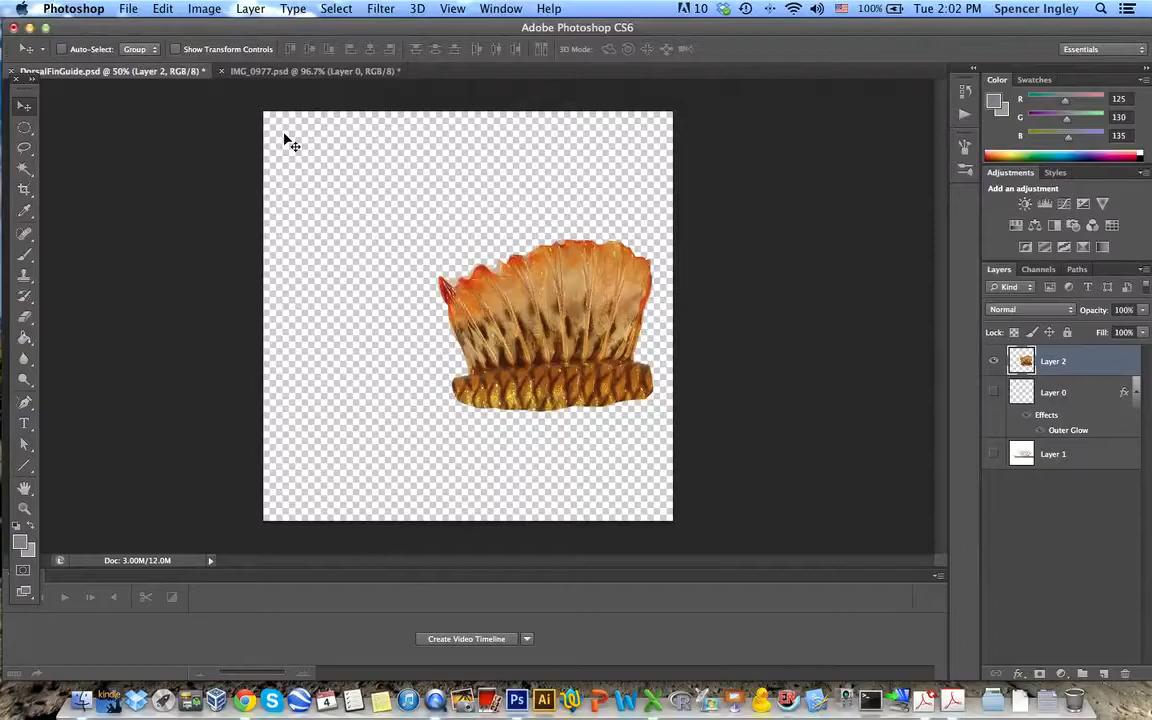 Photoshop File Edit Image Layer Type Select Filter 3D View Window Help 10 100% Tue 2:02 PM Spencer Ingley
Adobe Photoshop CS6
Auto-Select: Group Show Transform Controls 3D Mode: Essentials
DorsalFinGuide.psd @ 50% (Layer 2, RGB/8) * IMG_0977.psd @ 96.7% (Layer 0, RGB/8) *
Color Swatches
R 125
G 130
B 135
Adjustments Styles
Add an adjustment
Layers Channels Paths
Kind
Normal Opacity: 100%
Lock: Fill: 100%
Layer 2
Layer 0 fx
Effects
Outer Glow
Layer 1
Doc: 3.00M/12.0M
Create Video Timeline